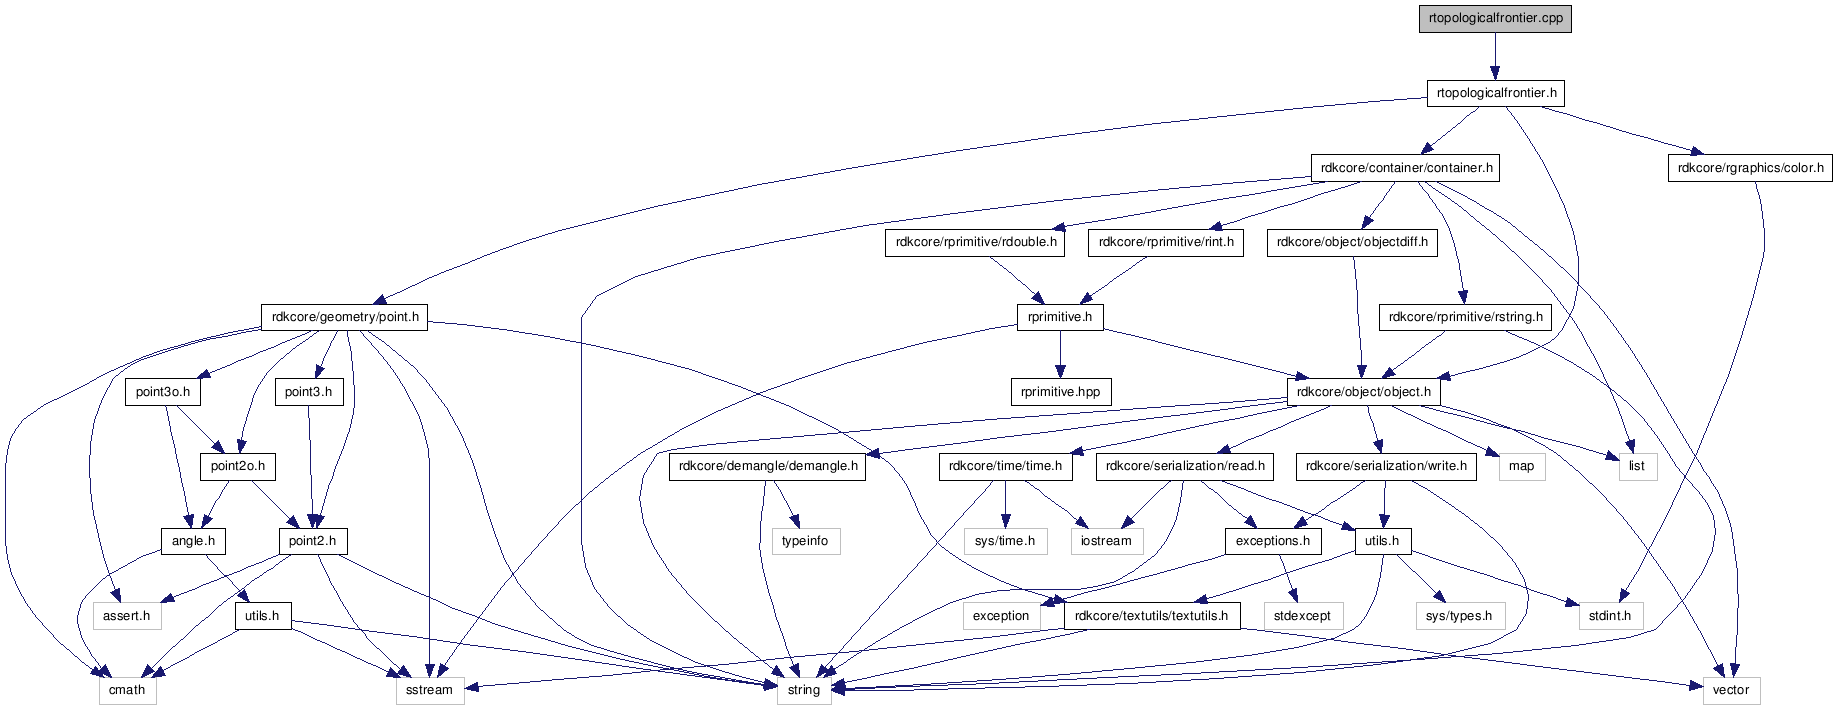 rtopologicalfrontier.cpp
rtopologicalfrontier.h
rdkcore/container/container.h
rdkcore/rgraphics/color.h
rdkcore/rprimitive/rdouble.h
rdkcore/rprimitive/rint.h
rdkcore/object/objectdiff.h
rdkcore/geometry/point.h
rprimitive.h
rdkcore/rprimitive/rstring.h
point3o.h
point3.h
rprimitive.hpp
rdkcore/object/object.h
point2o.h
rdkcore/demangle/demangle.h
rdkcore/time/time.h
rdkcore/serialization/read.h
rdkcore/serialization/write.h
map
list
angle.h
point2.h
typeinfo
sys/time.h
iostream
exceptions.h
utils.h
assert.h
utils.h
exception
rdkcore/textutils/textutils.h
stdexcept
sys/types.h
stdint.h
cmath
sstream
string
vector